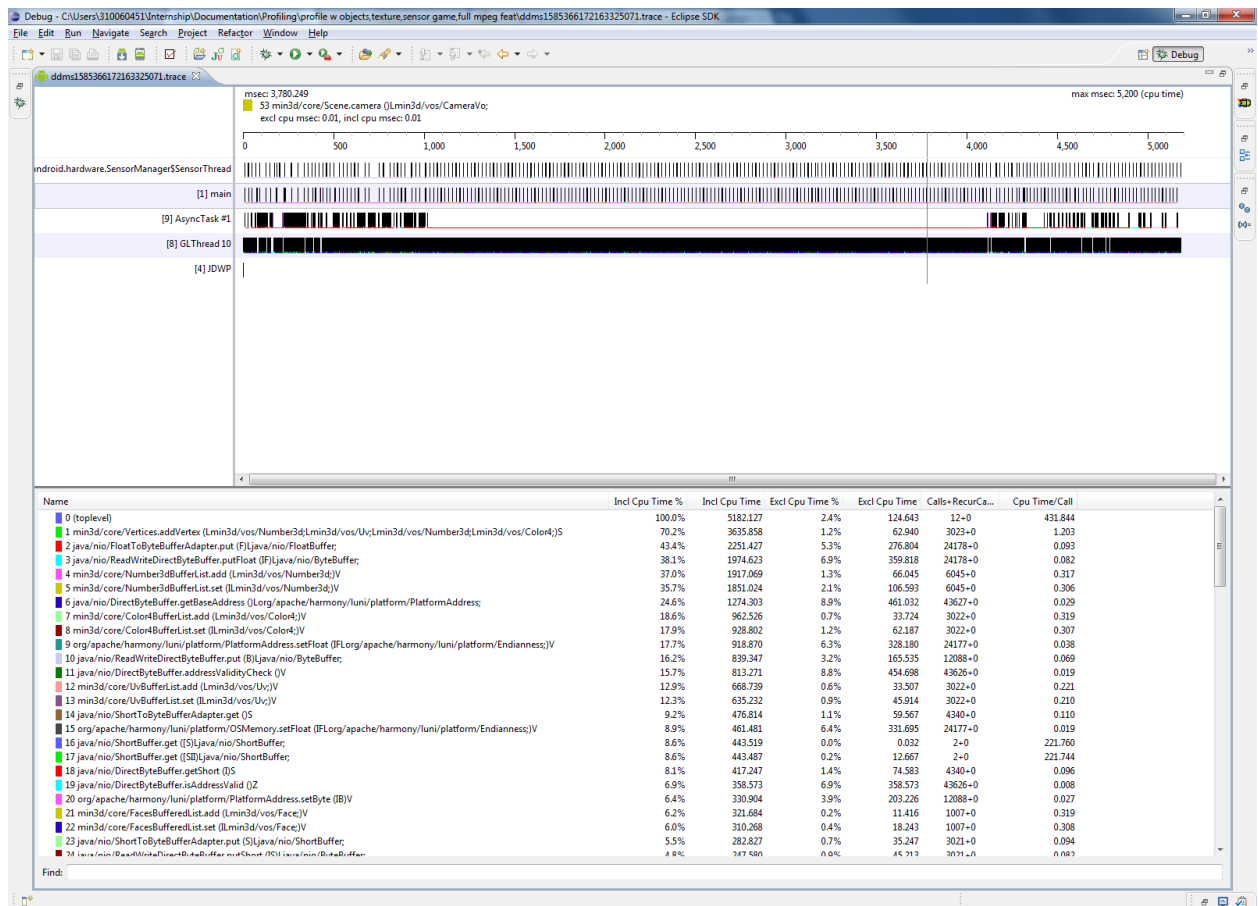 Debug - C:\Users\310060451\Internship\Documentation\Profiling\profile w objects,texture,sensor game,full mpeg feat\ddms1585366172163325071.trace - Eclipse SDK
File Edit Run Navigate Search Project Refactor Window Help
Debug
ddms1585366172163325071.trace
msec: 3,780.249 max msec: 5,200 (cpu time)
53 min3d/core/Scene.camera ()Lmin3d/vos/CameraVo;
excl cpu msec: 0.01, incl cpu msec: 0.01
0 500 1,000 1,500 2,000 2,500 3,000 3,500 4,000 4,500 5,000
ndroid.hardware.SensorManager$SensorThread
[1] main
[9] AsyncTask #1
[8] GLThread 10
[4] JDWP
Name Incl Cpu Time % Incl Cpu Time Excl Cpu Time % Excl Cpu Time Calls+RecurCa... Cpu Time/Call
0 (toplevel) 100.0% 5182.127 2.4% 124.643 12+0 431.844
1 min3d/core/Vertices.addVertex (Lmin3d/vos/Number3d;Lmin3d/vos/Uv;Lmin3d/vos/Number3d;Lmin3d/vos/Color4;)S 70.2% 3635.858 1.2% 62.940 3023+0 1.203
2 java/nio/FloatToByteBufferAdapter.put (F)Ljava/nio/FloatBuffer; 43.4% 2251.427 5.3% 276.804 24178+0 0.093
3 java/nio/ReadWriteDirectByteBuffer.putFloat (IF)Ljava/nio/ByteBuffer; 38.1% 1974.623 6.9% 359.818 24178+0 0.082
4 min3d/core/Number3dBufferList.add (Lmin3d/vos/Number3d;)V 37.0% 1917.069 1.3% 66.045 6045+0 0.317
5 min3d/core/Number3dBufferList.set (ILmin3d/vos/Number3d;)V 35.7% 1851.024 2.1% 106.593 6045+0 0.306
6 java/nio/DirectByteBuffer.getBaseAddress ()Lorg/apache/harmony/luni/platform/PlatformAddress; 24.6% 1274.303 8.9% 461.032 43627+0 0.029
7 min3d/core/Color4BufferList.add (Lmin3d/vos/Color4;)V 18.6% 962.526 0.7% 33.724 3022+0 0.319
8 min3d/core/Color4BufferList.set (ILmin3d/vos/Color4;)V 17.9% 928.802 1.2% 62.187 3022+0 0.307
9 org/apache/harmony/luni/platform/PlatformAddress.setFloat (IFLorg/apache/harmony/luni/platform/Endianness;)V 17.7% 918.870 6.3% 328.180 24177+0 0.038
10 java/nio/ReadWriteDirectByteBuffer.put (B)Ljava/nio/ByteBuffer; 16.2% 839.347 3.2% 165.535 12088+0 0.069
11 java/nio/DirectByteBuffer.addressValidityCheck ()V 15.7% 813.271 8.8% 454.698 43626+0 0.019
12 min3d/core/UvBufferList.add (Lmin3d/vos/Uv;)V 12.9% 668.739 0.6% 33.507 3022+0 0.221
13 min3d/core/UvBufferList.set (ILmin3d/vos/Uv;)V 12.3% 635.232 0.9% 45.914 3022+0 0.210
14 java/nio/ShortToByteBufferAdapter.get ()S 9.2% 476.814 1.1% 59.567 4340+0 0.110
15 org/apache/harmony/luni/platform/OSMemory.setFloat (IFLorg/apache/harmony/luni/platform/Endianness;)V 8.9% 461.481 6.4% 331.695 24177+0 0.019
16 java/nio/ShortBuffer.get ([S)Ljava/nio/ShortBuffer; 8.6% 443.519 0.0% 0.032 2+0 221.760
17 java/nio/ShortBuffer.get ([SII)Ljava/nio/ShortBuffer; 8.6% 443.487 0.2% 12.667 2+0 221.744
18 java/nio/DirectByteBuffer.getShort (I)S 8.1% 417.247 1.4% 74.583 4340+0 0.096
19 java/nio/DirectByteBuffer.isAddressValid ()Z 6.9% 358.573 6.9% 358.573 43626+0 0.008
20 org/apache/harmony/luni/platform/PlatformAddress.setByte (IB)V 6.4% 330.904 3.9% 203.226 12088+0 0.027
21 min3d/core/FacesBufferedList.add (Lmin3d/vos/Face;)V 6.2% 321.684 0.2% 11.416 1007+0 0.319
22 min3d/core/FacesBufferedList.set (ILmin3d/vos/Face;)V 6.0% 310.268 0.4% 18.243 1007+0 0.308
23 java/nio/ShortToByteBufferAdapter.put (S)Ljava/nio/ShortBuffer; 5.5% 282.827 0.7% 35.247 3021+0 0.094
24 java/nio/ReadWriteDirectByteBuffer.putShort (IS)Ljava/nio/ByteBuffer; 4.8% 247.580 0.9% 45.213 3021+0 0.082
Find: